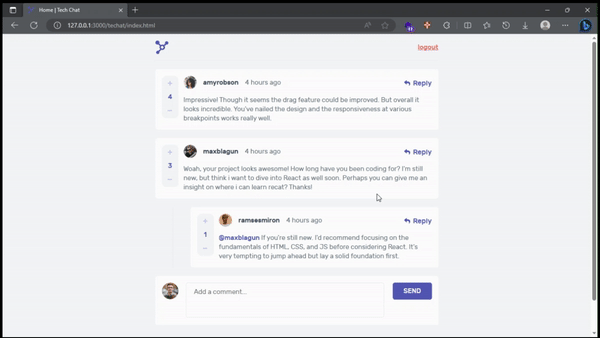 Home | Tech Chat
127.0.0.1:3000/techat/index.html
logout
+
4
amyrobson 4 hours ago
Reply
Impressive! Though it seems the drag feature could be improved. But overall it
looks incredible. You've nailed the design and the responsiveness at various
breakpoints works really well.
+
3
maxblagun 4 hours ago
Reply
Woah, your project looks awesome! How long have you been coding for? I'm still
new, but think i want to dive into React as well soon. Perhaps you can give me an
insight on where i can learn recat? Thanks!
+
1
ramsesmiron 4 hours ago
Reply
@maxblagun If you're still new. I'd recommend focusing on the
fundamentals of HTML, CSS, and JS before considering React. It's
very tempting to jump ahead but lay a solid foundation first.
Add a comment...
SEND